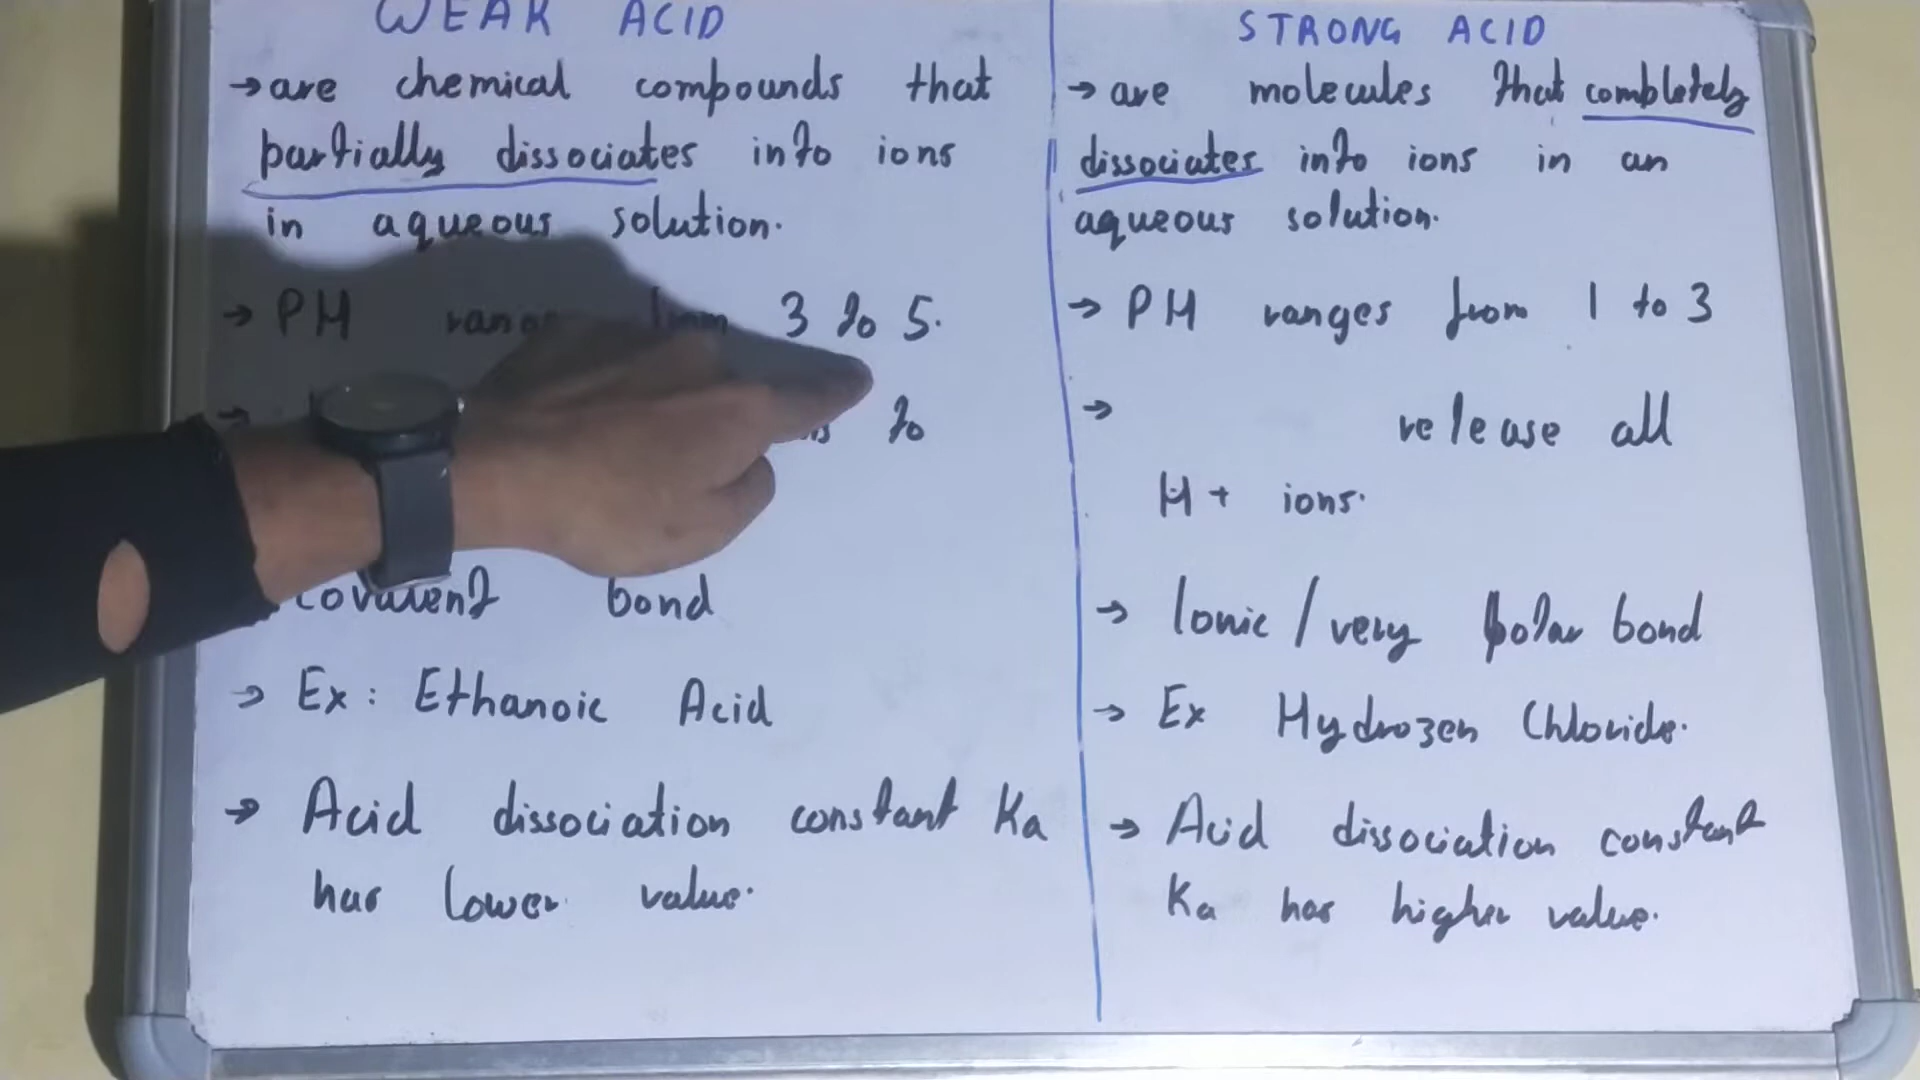 WEAK ACID
→ are chemical compounds that
partially dissociates into ions
in aqueous solution.
→ PH from 3 to 5.
→ to
covalent bond
→ Ex: Ethanoic Acid
→ Acid dissociation constant Ka
has lower value.
STRONG ACID
→ are molecules that completely
dissociates into ions in an
aqueous solution.
→ PH ranges from 1 to 3
→ release all
H+ ions.
→ Ionic / very polar bond
→ Ex Hydrozen Chloride.
→ Acid dissociation constant
Ka has higher value.